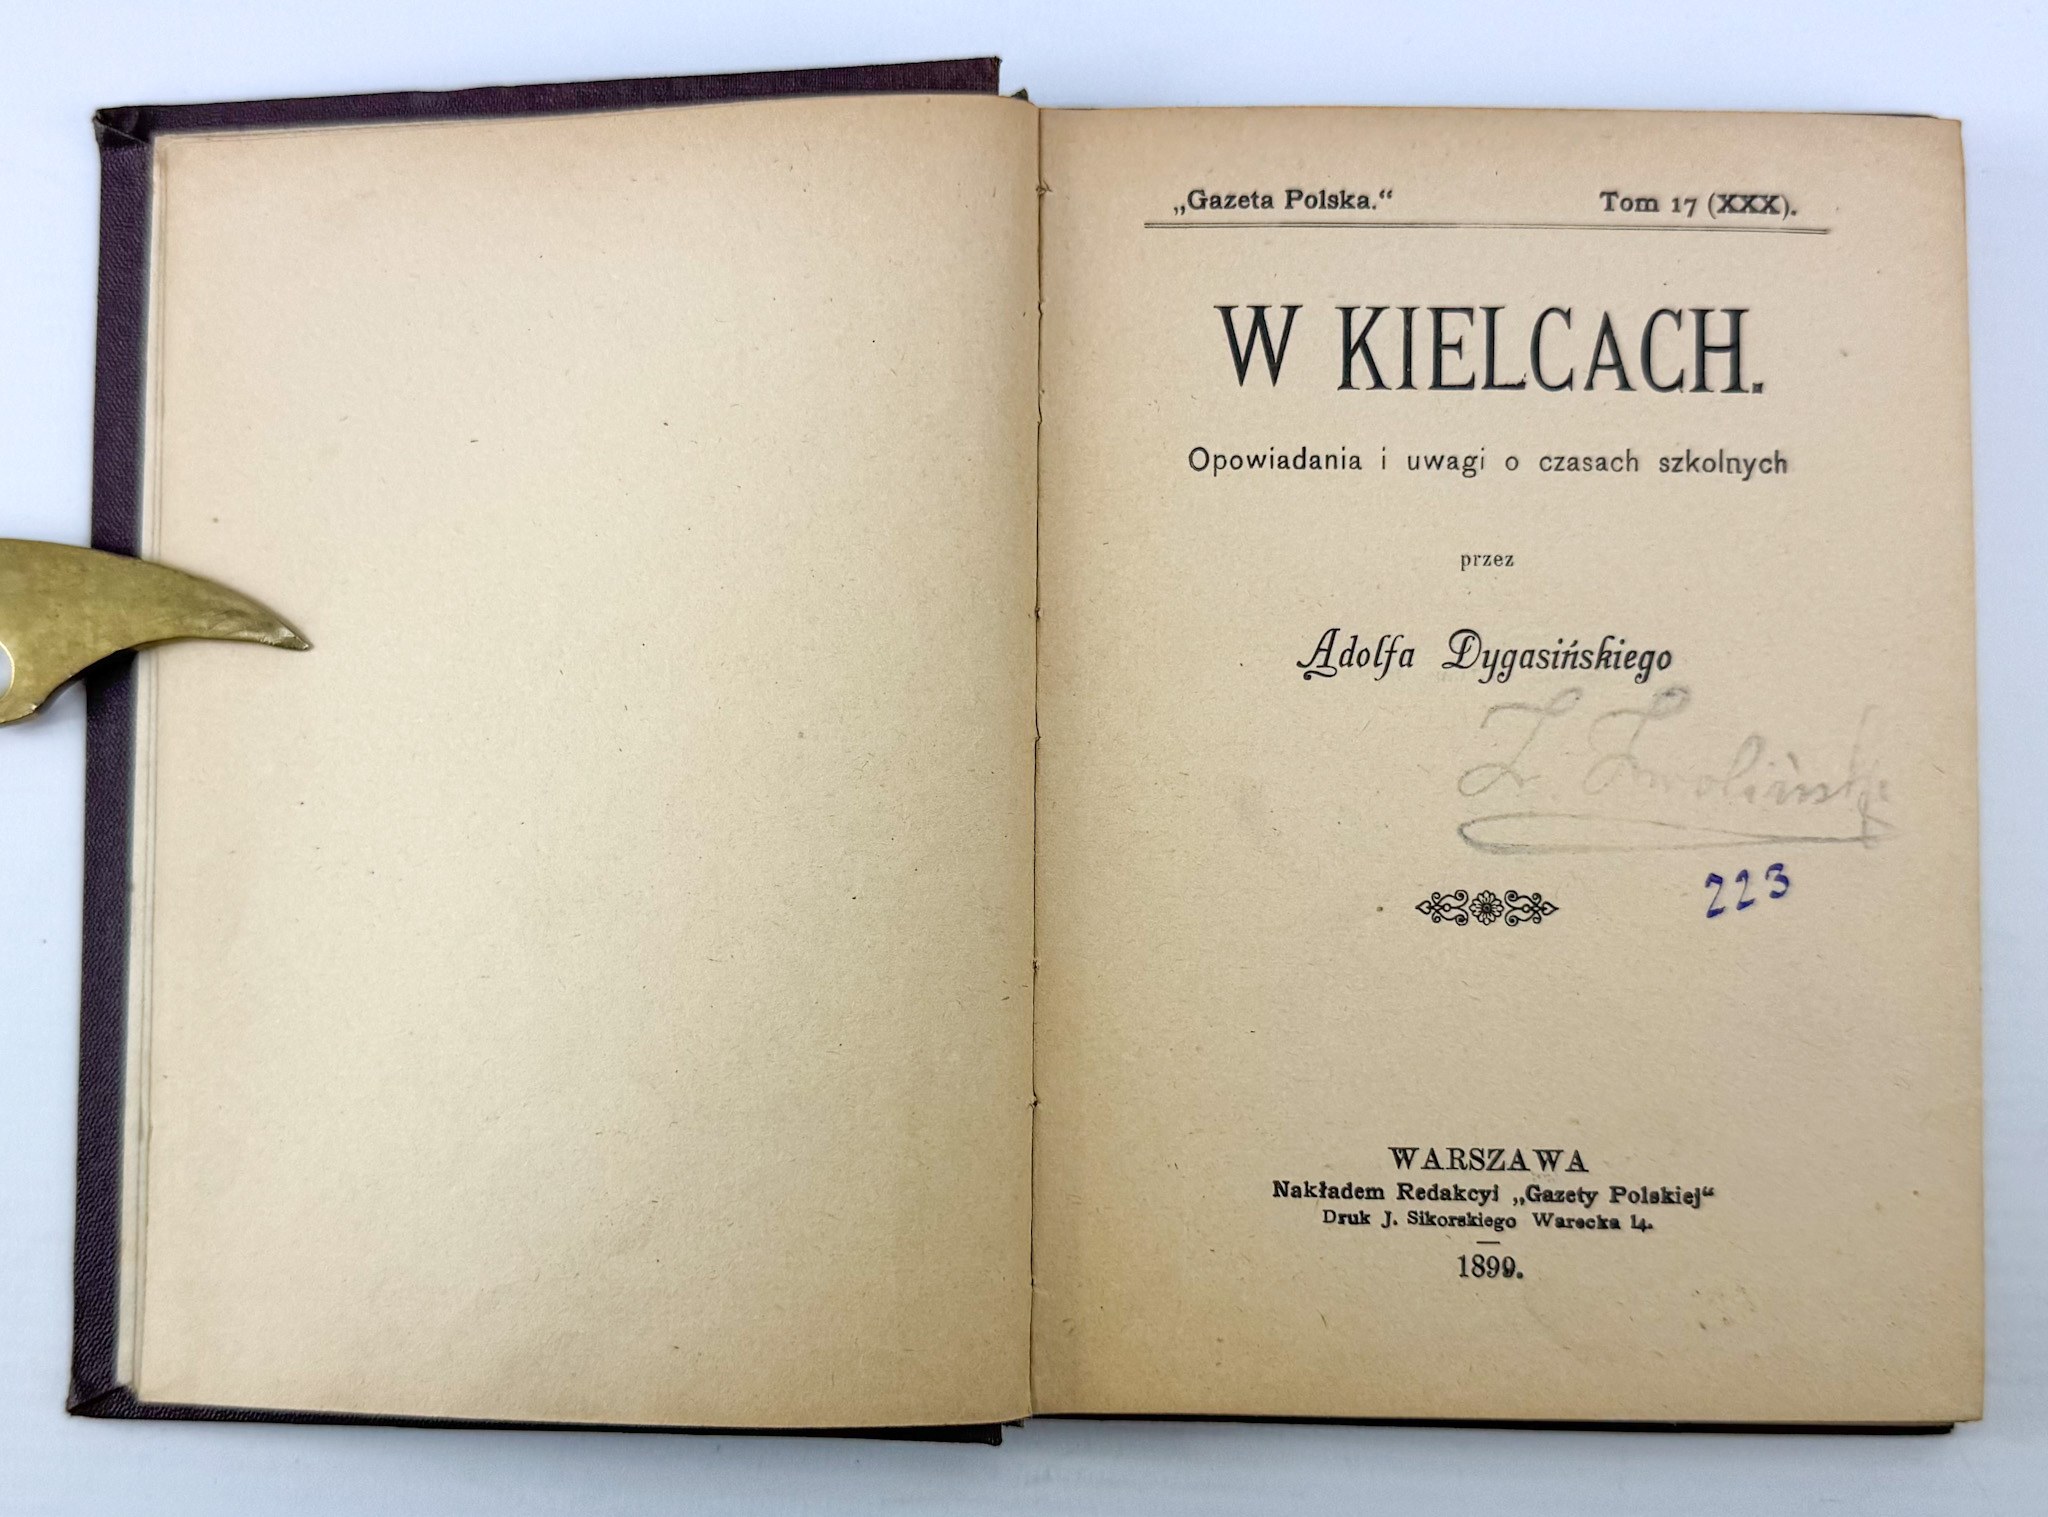 „Gazeta Polska.“ Tom 17 (XXX).
W KIELCACH.
Opowiadania i uwagi o czasach szkolnych
przez
Adolfa Dygasińskiego
223
WARSZAWA
Nakładem Redakcyi „Gazety Polskiej“
Druk J. Sikorskiego Warecka 14.
1899.